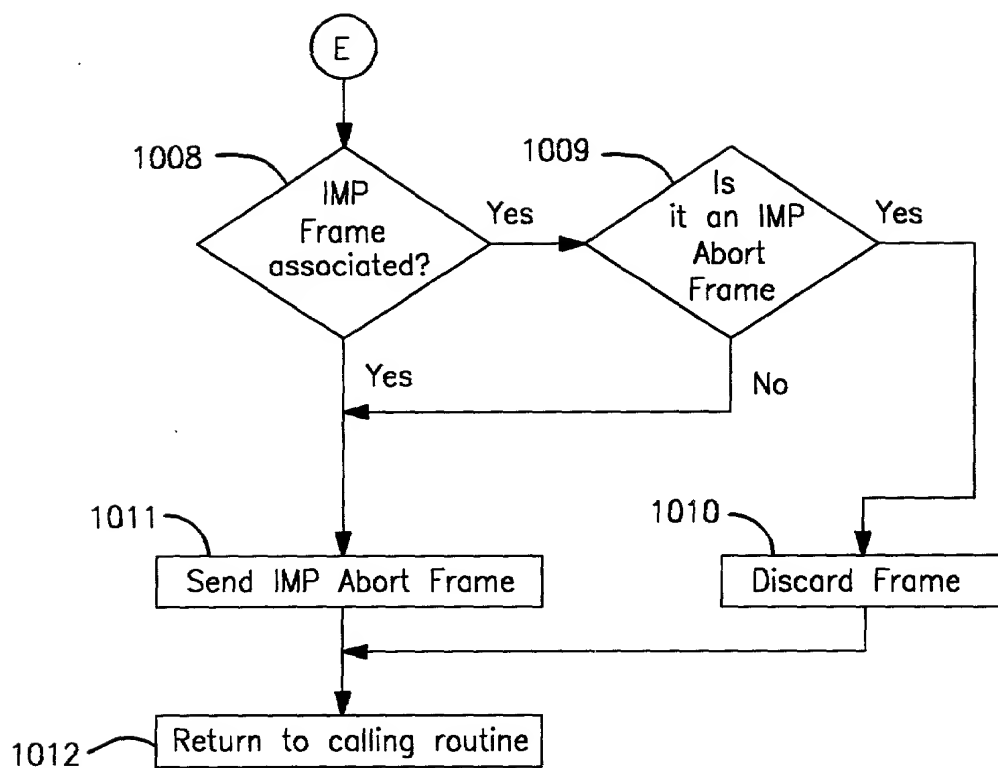 E
1008
IMP
Frame
associated?
Yes
Yes
1009
Is
it an IMP
Abort
Frame
Yes
No
1011
Send IMP Abort Frame
1010
Discard Frame
1012
Return to calling routine